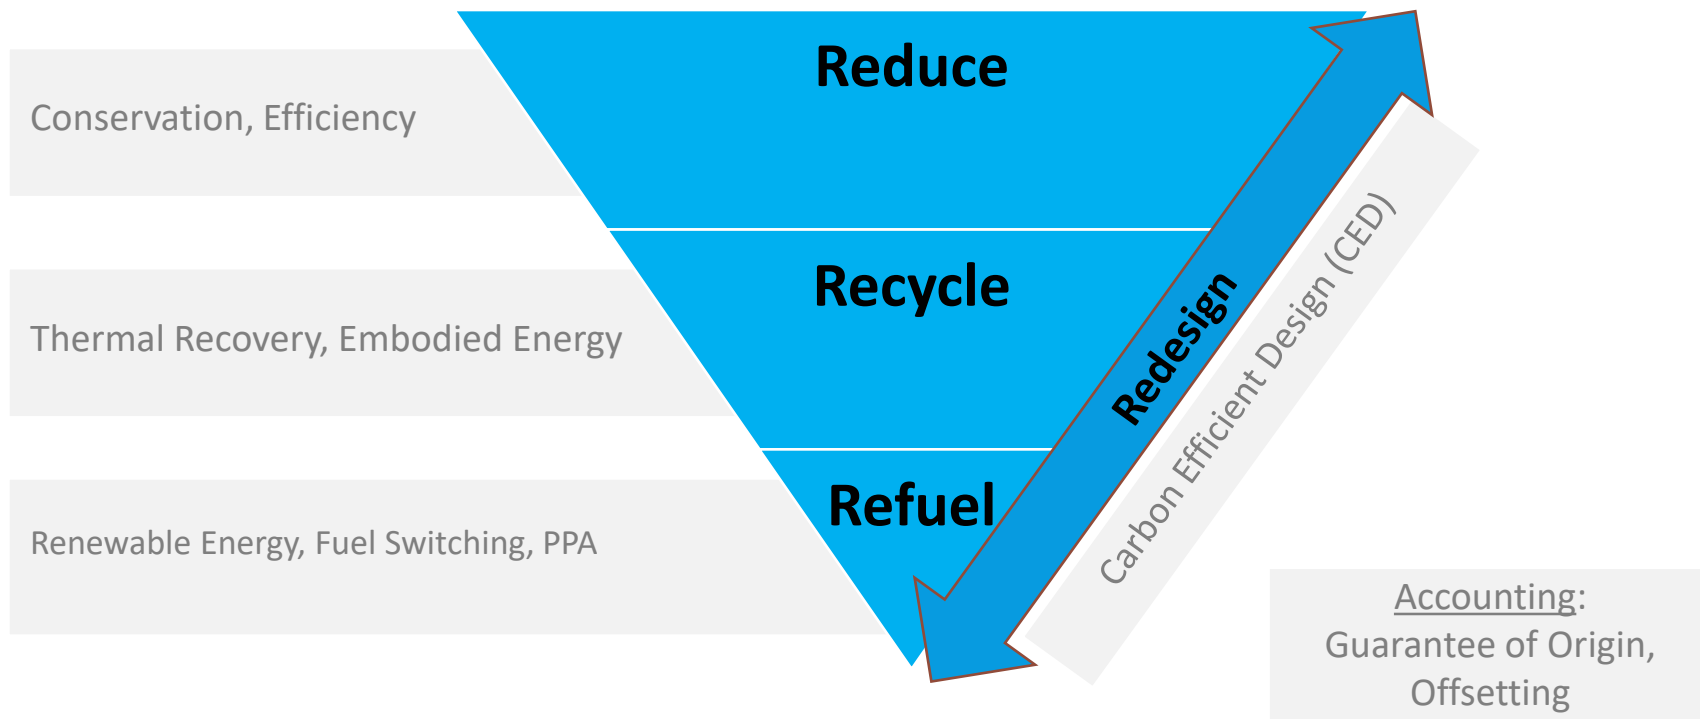 Reduce
Conservation, Efficiency
Recycle
Thermal Recovery, Embodied Energy
Refuel
Renewable Energy, Fuel Switching, PPA
Redesign
Carbon Efficient Design (CED)
Accounting:
Guarantee of Origin,
Offsetting